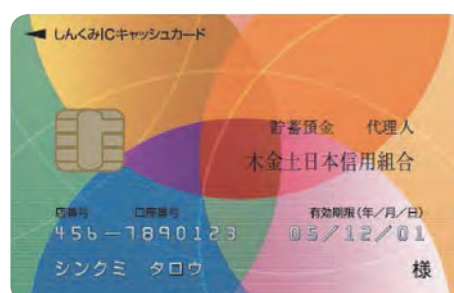 しんくみICキャッシュカード
貯蓄預金 代理人
木金土日本信用組合
店番号 口座番号 有効期限(年/月/日)
456-7890123 05/12/01
シンクミ タロウ 様